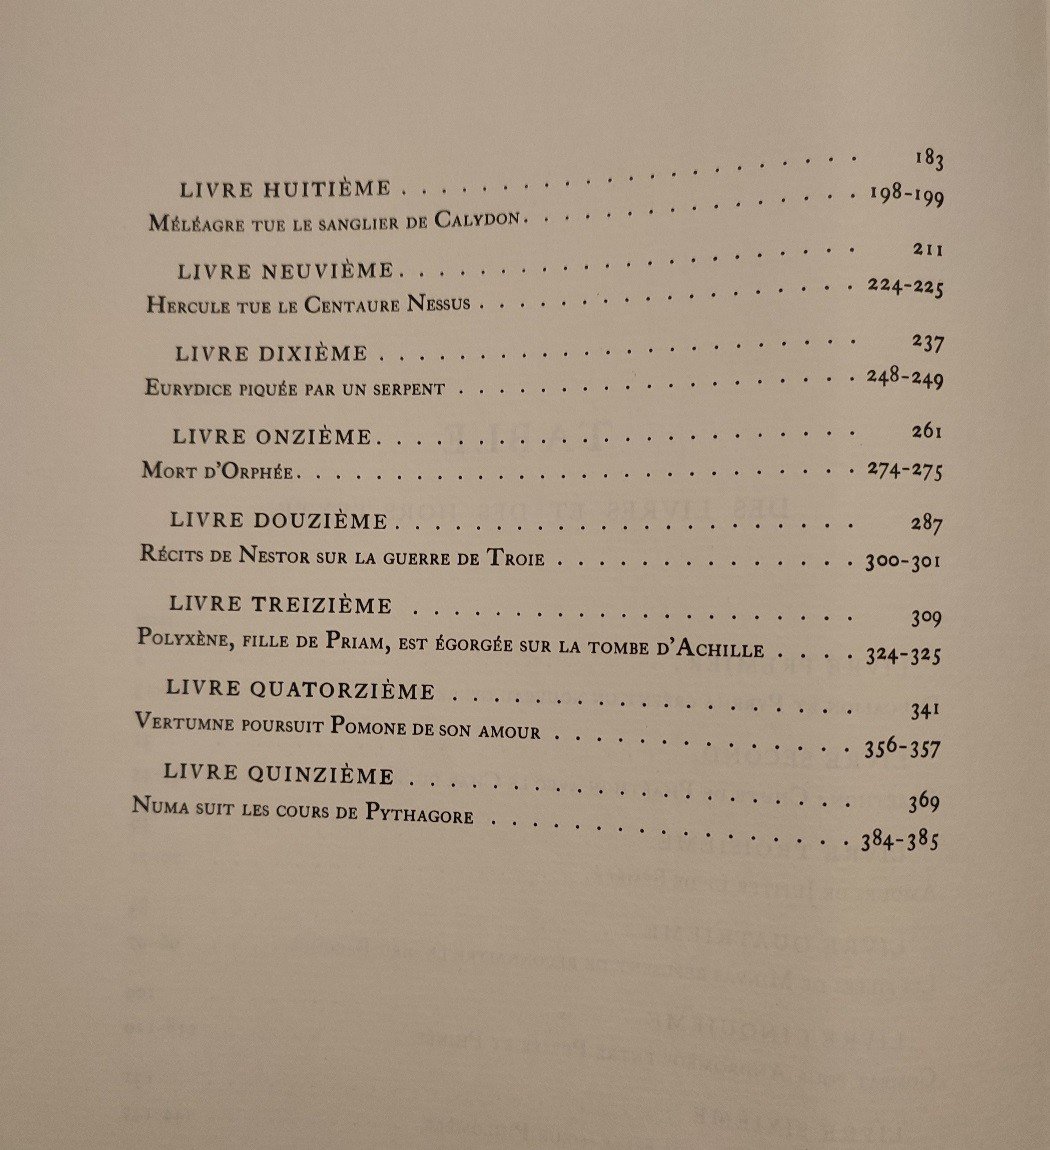 LIVRE HUITIÈME . . . . . . . . . . . . . . . . . . . . . . . 183
Méléagre tue le sanglier de Calydon. . . . . . . . . . . . . . . . . 198-199
LIVRE NEUVIÈME. . . . . . . . . . . . . . . . . . . . . . . 211
Hercule tue le Centaure Nessus . . . . . . . . . . . . . . . . . . . 224-225
LIVRE DIXIÈME . . . . . . . . . . . . . . . . . . . . . . . . 237
Eurydice piquée par un serpent . . . . . . . . . . . . . . . . . . . . 248-249
LIVRE ONZIÈME. . . . . . . . . . . . . . . . . . . . . . . . 261
Mort d'Orphée. . . . . . . . . . . . . . . . . . . . . . . . . . . . 274-275
LIVRE DOUZIÈME. . . . . . . . . . . . . . . . . . . . . . . 287
Récits de Nestor sur la guerre de Troie . . . . . . . . . . . . . . . 300-301
LIVRE TREIZIÈME . . . . . . . . . . . . . . . . . . . . . . 309
Polyxène, fille de Priam, est égorgée sur la tombe d'Achille . . . . 324-325
LIVRE QUATORZIÈME . . . . . . . . . . . . . . . . . . . . 341
Vertumne poursuit Pomone de son amour . . . . . . . . . . . . . . . 356-357
LIVRE QUINZIÈME . . . . . . . . . . . . . . . . . . . . . . 369
Numa suit les cours de Pythagore . . . . . . . . . . . . . . . . . . 384-385